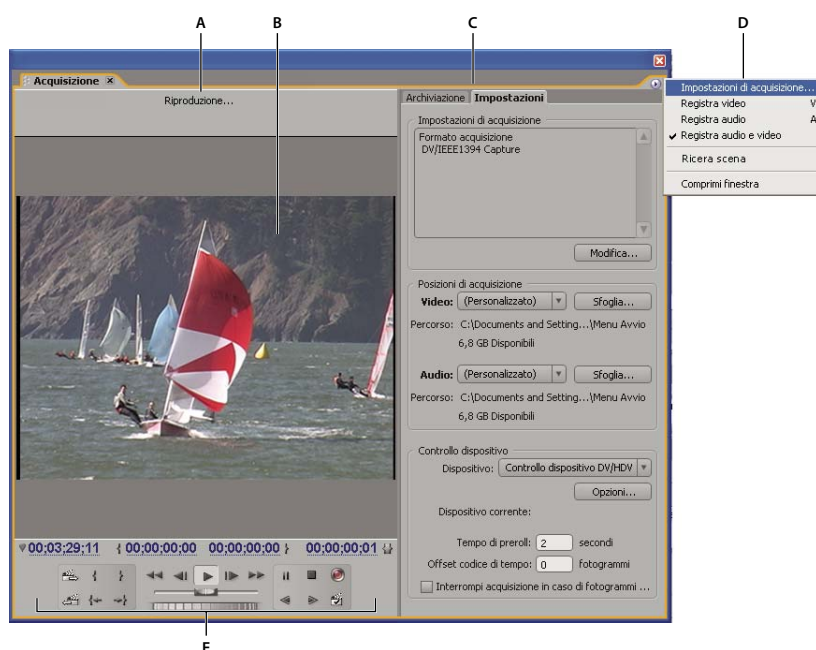 A B C D
Acquisizione
Riproduzione...
Archiviazione Impostazioni
Impostazioni di acquisizione
Formato acquisizione
DV/IEEE1394 Capture
Modifica...
Posizioni di acquisizione
Video: (Personalizzato) Sfoglia...
Percorso: C:\Documents and Setting...\Menu Avvio
6,8 GB Disponibili
Audio: (Personalizzato) Sfoglia...
Percorso: C:\Documents and Setting...\Menu Avvio
6,8 GB Disponibili
Controllo dispositivo
Dispositivo: Controllo dispositivo DV/HDV
Opzioni...
Dispositivo corrente:
Tempo di preroll: 2 secondi
Offset codice di tempo: 0 fotogrammi
Interrompi acquisizione in caso di fotogrammi ...
Impostazioni di acquisizione...
Registra video V
Registra audio A
Registra audio e video
Ricera scena
Comprimi finestra
00;03;29;11 { 00;00;00;00 00;00;00;00 } 00;00;00;01 {}